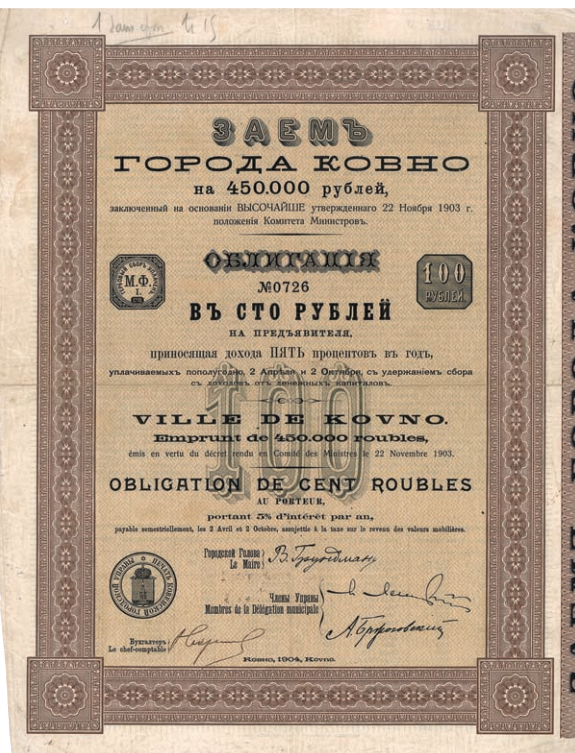 ЗАЕМЪ
ГОРОДА КОВНО
на 450.000 рублей,
заключенный на основаніи ВЫСОЧАЙШЕ утвержденнаго 22 Ноября 1903 г.
положенія Комитета Министровъ.
ОБЛИГАЦІЯ
М.Ф.
I.
№0726
100
РУБЛЕЙ
ВЪ СТО РУБЛЕЙ
НА ПРЕДЪЯВИТЕЛЯ,
приносящая дохода ПЯТЬ процентовъ въ годъ,
уплачиваемыхъ пополугодно, 2 Апрѣля и 2 Октября, съ удержаніемъ сбора
съ доходовъ отъ денежныхъ капиталовъ.
100
VILLE DE KOVNO.
Emprunt de 450.000 roubles,
émis en vertu du décret rendu en Comité des Ministres le 22 Novembre 1903.
OBLIGATION DE CENT ROUBLES
AU PORTEUR,
portant 5% d'intérêt par an,
payable semestriellement, les 2 Avril et 2 Octobre, assujettie à la taxe sur le revenu des valeurs mobilières.
Городской Голова
Le Maire
ПЕЧАТЬ КОВЕНСКОЙ ГОРОДСКОЙ УПРАВЫ
Члены Управы
Membres de la Délégation municipale
Бухгалтеръ
Le chef-comptable
Ковно, 1904, Kovno.